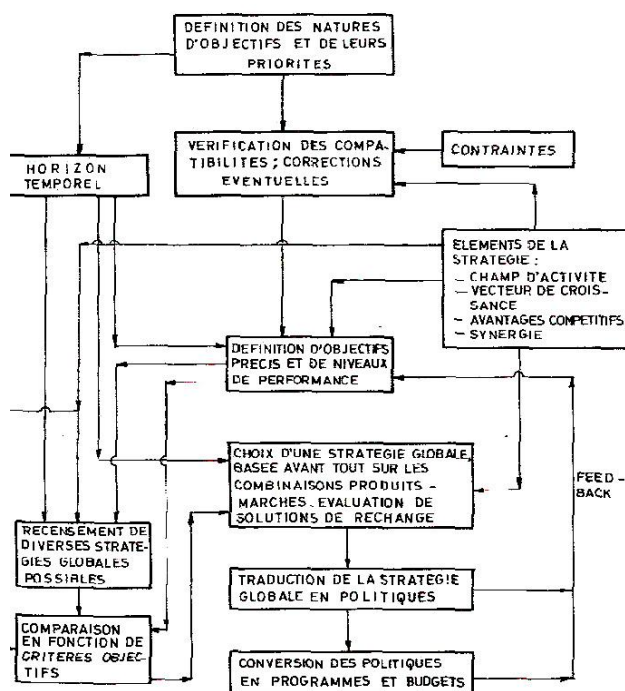 DEFINITION DES NATURES
D'OBJECTIFS ET DE LEURS
PRIORITES
VERIFICATION DES COMPA-
TIBILITES ; CORRECTIONS
EVENTUELLES
CONTRAINTES
HORIZON
TEMPOREL
ELEMENTS DE LA
STRATEGIE :
– CHAMP D'ACTIVITE
– VECTEUR DE CROIS-
SANCE
– AVANTAGES COMPETITIFS
– SYNERGIE
DEFINITION D'OBJECTIFS
PRECIS ET DE NIVEAUX
DE PERFORMANCE
CHOIX D'UNE STRATEGIE GLOBALE
BASEE AVANT TOUT SUR LES
COMBINAISONS PRODUITS -
MARCHES. EVALUATION DE
SOLUTIONS DE RECHANGE
FEED -
BACK
RECENSEMENT DE
DIVERSES STRATE-
GIES GLOBALES
POSSIBLES
TRADUCTION DE LA STRATEGIE
GLOBALE EN POLITIQUES
COMPARAISON
EN FONCTION DE
CRITERES OBJEC-
TIFS
CONVERSION DES POLITIQUES
EN PROGRAMMES ET BUDGETS